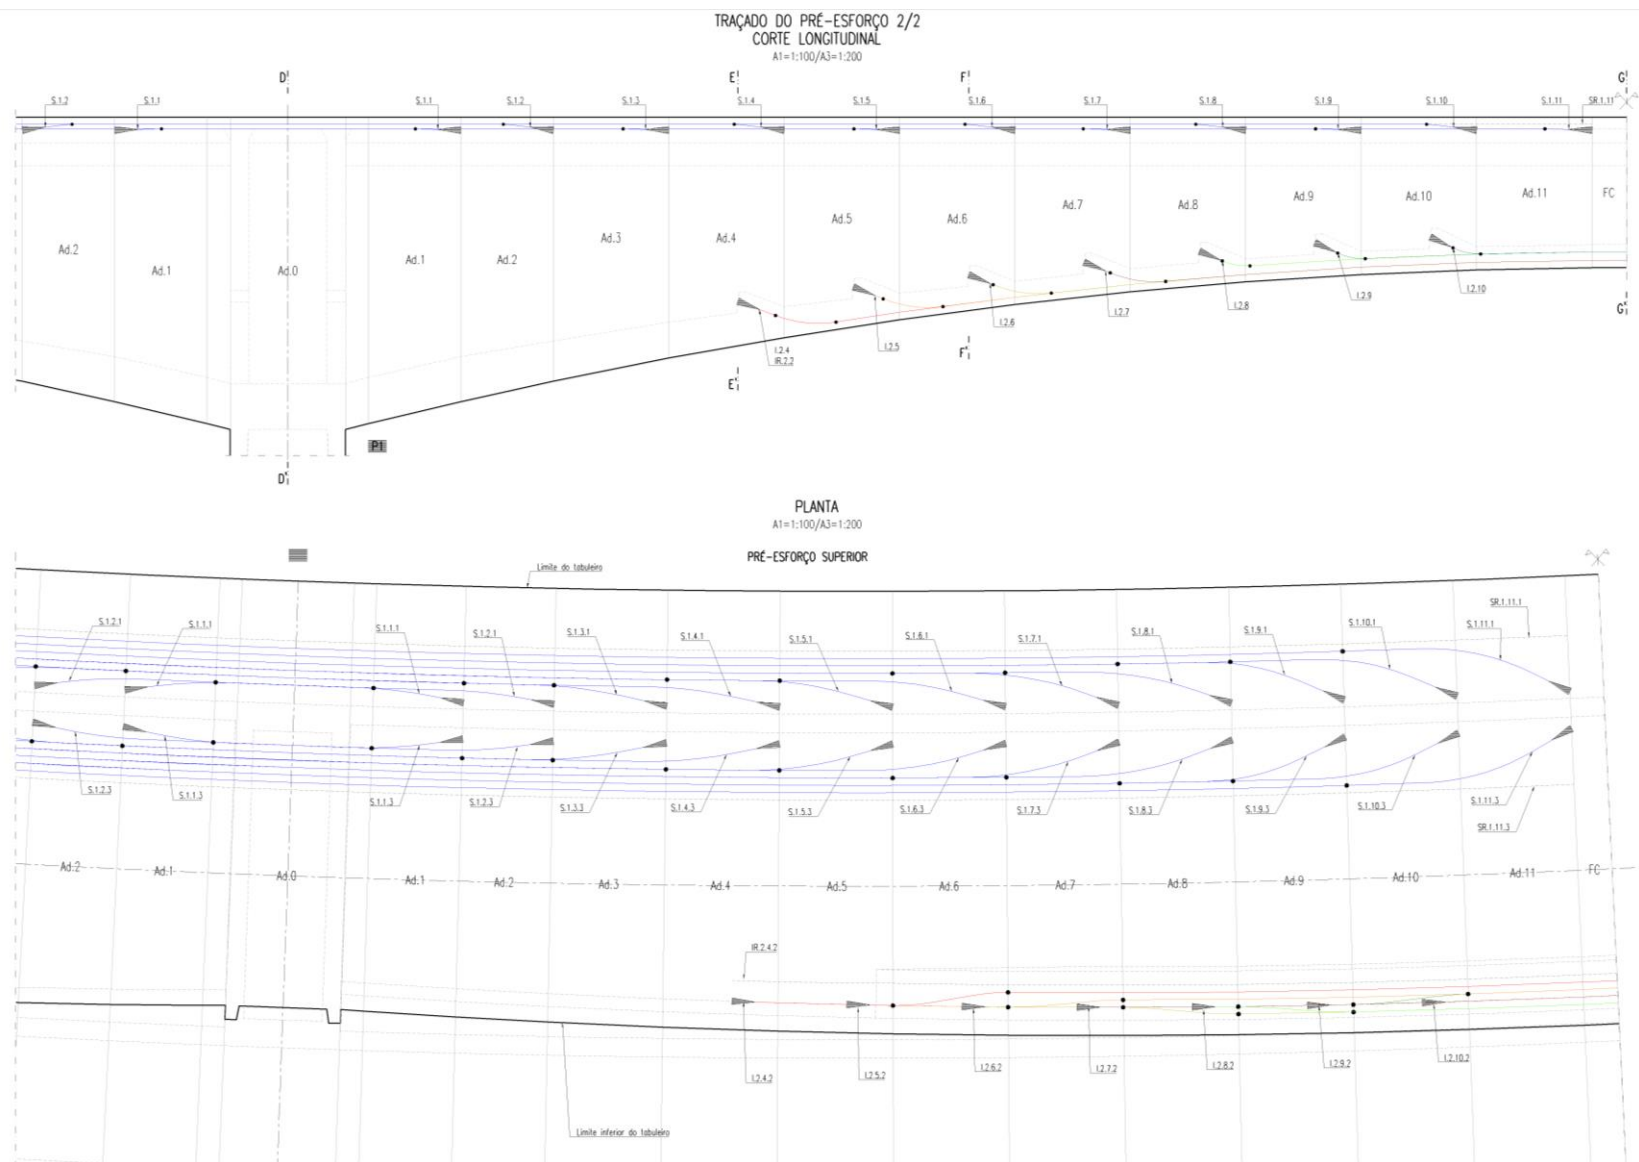 TRAÇADO DO PRÉ-ESFORÇO 2/2
CORTE LONGITUDINAL
A1=1:100/A3=1:200
D' E' F' G'
S.1.2 S.1.1 S.1.1 S.1.2 S.1.3 S.1.4 S.1.5 S.1.6 S.1.7 S.1.8 S.1.9 S.1.10 S.1.11 SR.1.11
Ad.2 Ad.1 Ad.0 Ad.1 Ad.2 Ad.3 Ad.4 Ad.5 Ad.6 Ad.7 Ad.8 Ad.9 Ad.10 Ad.11 FC
I.2.4 I.2.5 I.2.6 I.2.7 I.2.8 I.2.9 I.2.10
IR.2.2
E' F' G'
P1
D'
PLANTA
A1=1:100/A3=1:200
PRÉ-ESFORÇO SUPERIOR
Limite do tabuleiro
S.1.2.1 S.1.1.1 S.1.1.1 S.1.2.1 S.1.3.1 S.1.4.1 S.1.5.1 S.1.6.1 S.1.7.1 S.1.8.1 S.1.9.1 S.1.10.1 S.1.11.1 SR.1.11.1
S.1.2.3 S.1.1.3 S.1.1.3 S.1.2.3 S.1.3.3 S.1.4.3 S.1.5.3 S.1.6.3 S.1.7.3 S.1.8.3 S.1.9.3 S.1.10.3 S.1.11.3
SR.1.11.3
Ad.2 Ad.1 Ad.0 Ad.1 Ad.2 Ad.3 Ad.4 Ad.5 Ad.6 Ad.7 Ad.8 Ad.9 Ad.10 Ad.11 FC
IR.2.4.2
I.2.4.2 I.2.5.2 I.2.6.2 I.2.7.2 I.2.8.2 I.2.9.2 I.2.10.2
Limite inferior do tabuleiro